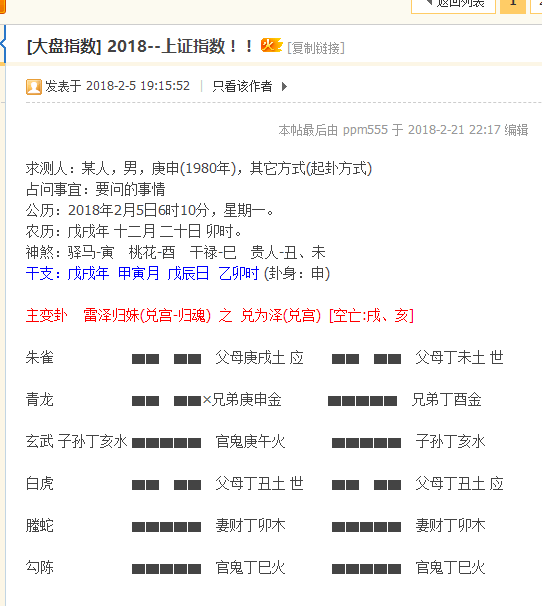 返回列表 1
[大盘指数] 2018--上证指数！！ 火 [复制链接]
发表于 2018-2-5 19:15:52 | 只看该作者
本帖最后由 ppm555 于 2018-2-21 22:17 编辑
求测人：某人，男，庚申(1980年)，其它方式(起卦方式)
占问事宜：要问的事情
公历：2018年2月5日6时10分，星期一。
农历：戊戌年 十二月 二十日 卯时。
神煞：驿马-寅 桃花-酉 干禄-巳 贵人-丑、未
干支：戊戌年 甲寅月 戊辰日 乙卯时 (卦身：申)
主变卦 雷泽归妹(兑宫-归魂) 之 兑为泽(兑宫) [空亡:戌、亥]
朱雀 父母庚戌土 应 父母丁未土 世
青龙 ×兄弟庚申金 兄弟丁酉金
玄武 子孙丁亥水 官鬼庚午火 子孙丁亥水
白虎 父母丁丑土 世 父母丁丑土 应
螣蛇 妻财丁卯木 妻财丁卯木
勾陈 官鬼丁巳火 官鬼丁巳火